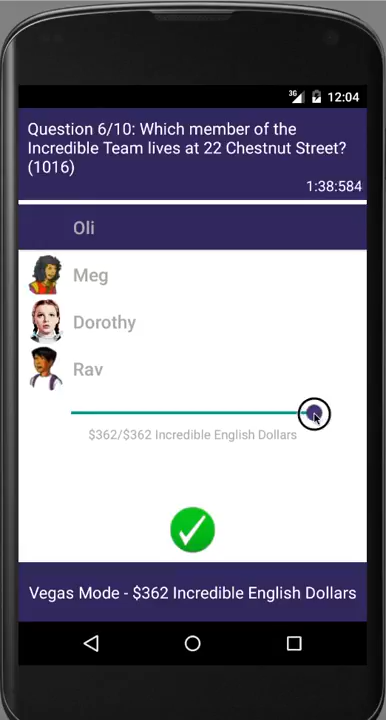 3G 12:04
Question 6/10: Which member of the
Incredible Team lives at 22 Chestnut Street?
(1016)
1:38:584
Oli
Meg
Dorothy
Rav
$362/$362 Incredible English Dollars
Vegas Mode - $362 Incredible English Dollars